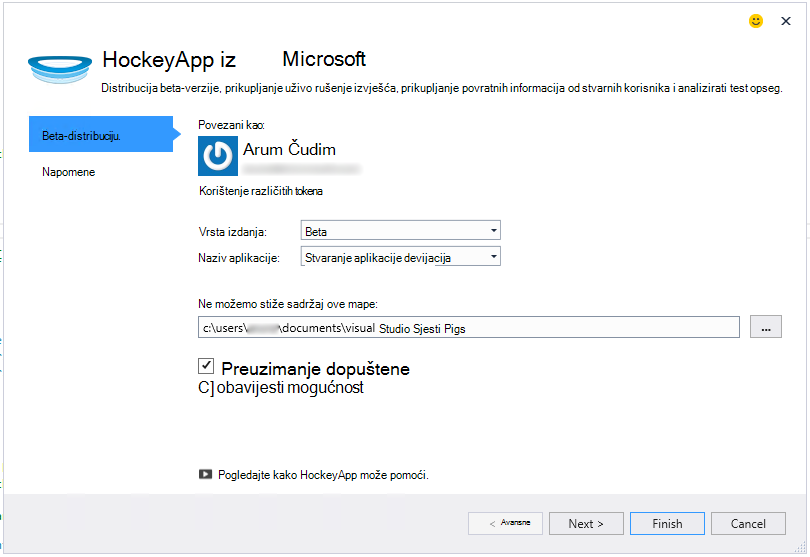 HockeyApp iz Microsoft
Distribucija beta-verzije, prikupljanje uživo rušenje izvješća, prikupljanje povratnih informacija od stvarnih korisnika i analizirati test opseg.
Beta-distribuciju.
Napomene
Povezani kao:
Arum Čudim
Korištenje različitih tokena
Vrsta izdanja: Beta
Naziv aplikacije: Stvaranje aplikacije devijacija
Ne možemo stiže sadržaj ove mape:
c:\users\ \documents\visual Studio Sjesti Pigs
...
Preuzimanje dopuštene
C] obavijesti mogućnost
Pogledajte kako HockeyApp može pomoći.
< Avansne Next > Finish Cancel